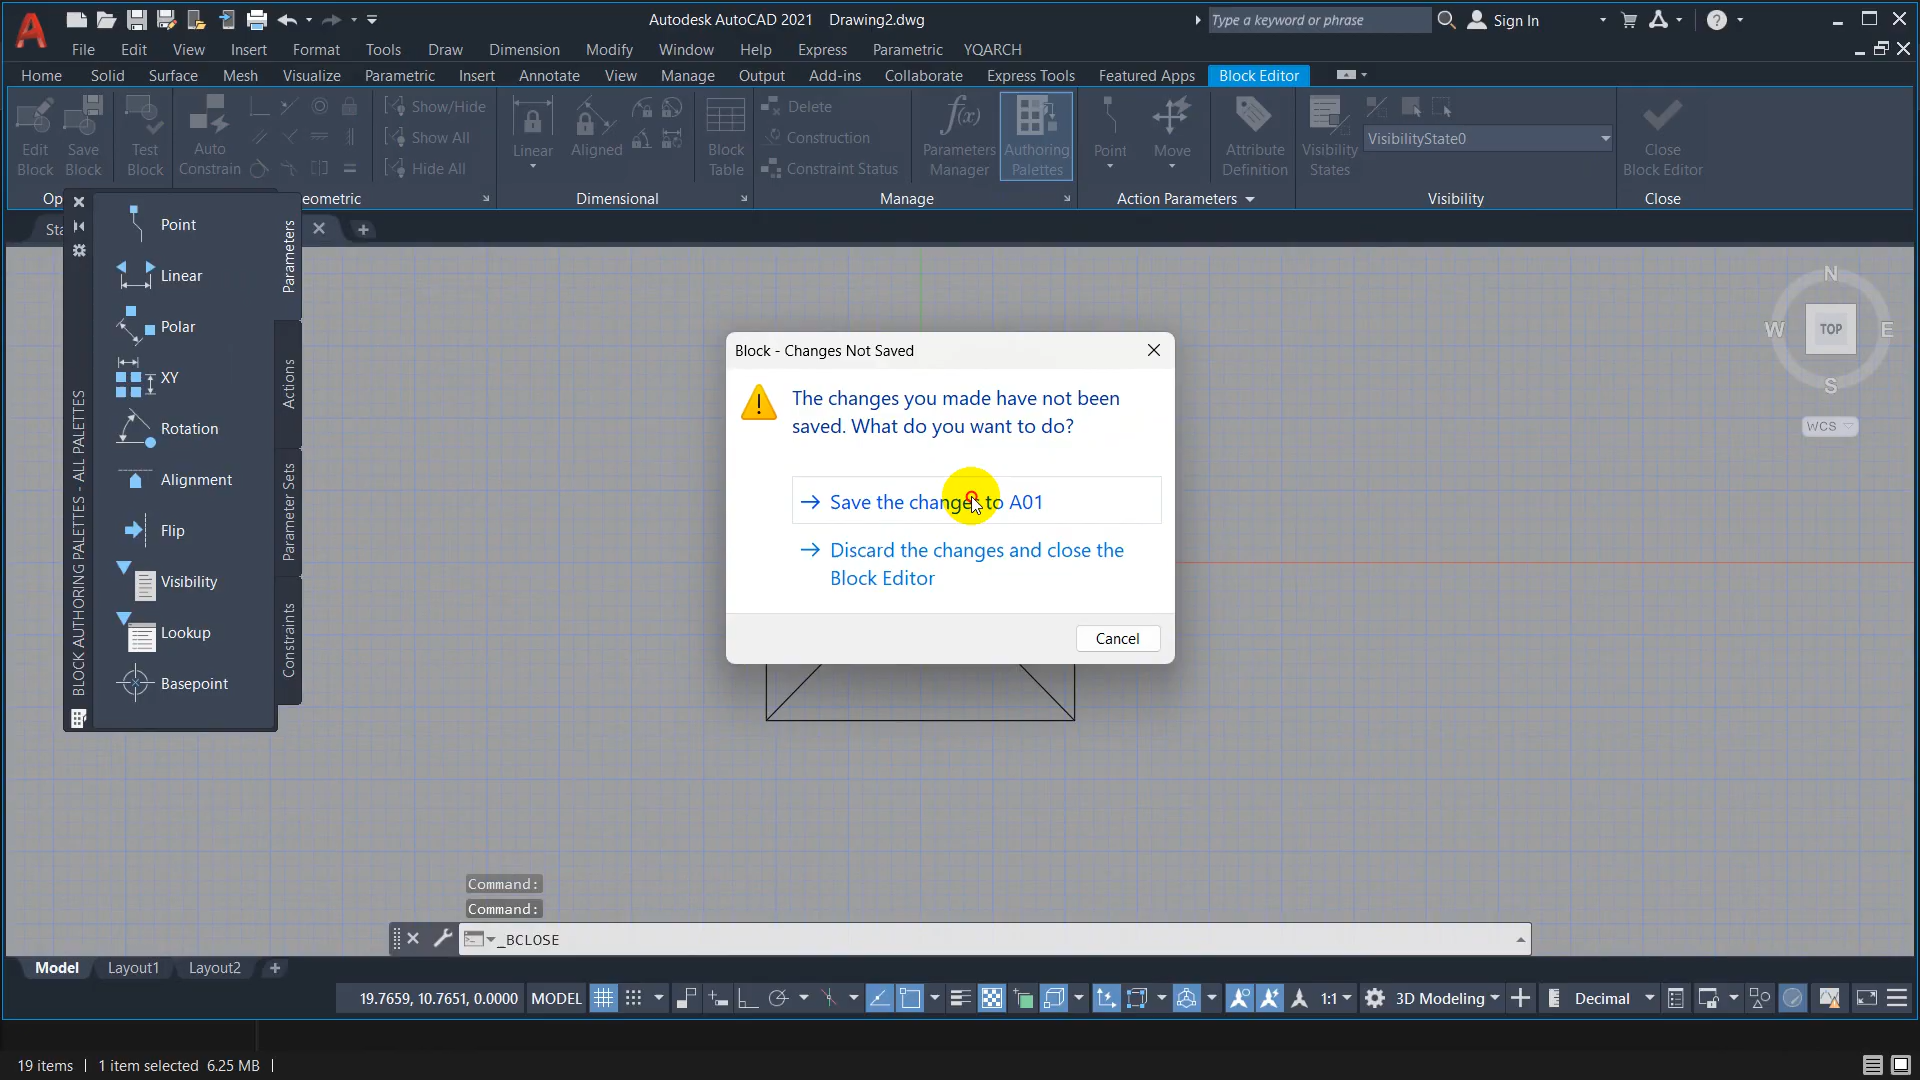 Autodesk AutoCAD 2021 Drawing2.dwg
Type a keyword or phrase
Sign In
File Edit View Insert Format Tools Draw Dimension Modify Window Help Express Parametric YQARCH
Home Solid Surface Mesh Visualize Parametric Insert Annotate View Manage Output Add-ins Collaborate Express Tools Featured Apps Block Editor
Edit Block
Save Block
Test Block
Auto Constrain
Show/Hide
Show All
Hide All
Linear
Aligned
Block Table
Delete
Construction
Constraint Status
Parameters Manager
Authoring Palettes
Point
Move
Attribute Definition
Visibility States
VisibilityState0
Close Block Editor
Op
eometric
Dimensional
Manage
Action Parameters
Visibility
Close
Sta
Point
Linear
Polar
XY
Rotation
Alignment
Flip
Visibility
Lookup
Basepoint
Parameters
Actions
Parameter Sets
Constraints
BLOCK AUTHORING PALETTES - ALL PALETTES
Block - Changes Not Saved
The changes you made have not been
saved. What do you want to do?
Save the changes to A01
Discard the changes and close the
Block Editor
Cancel
N
W
TOP
E
S
WCS
Command:
Command:
_BCLOSE
Model Layout1 Layout2
19.7659, 10.7651, 0.0000 MODEL
1:1
3D Modeling
Decimal
19 items 1 item selected 6.25 MB